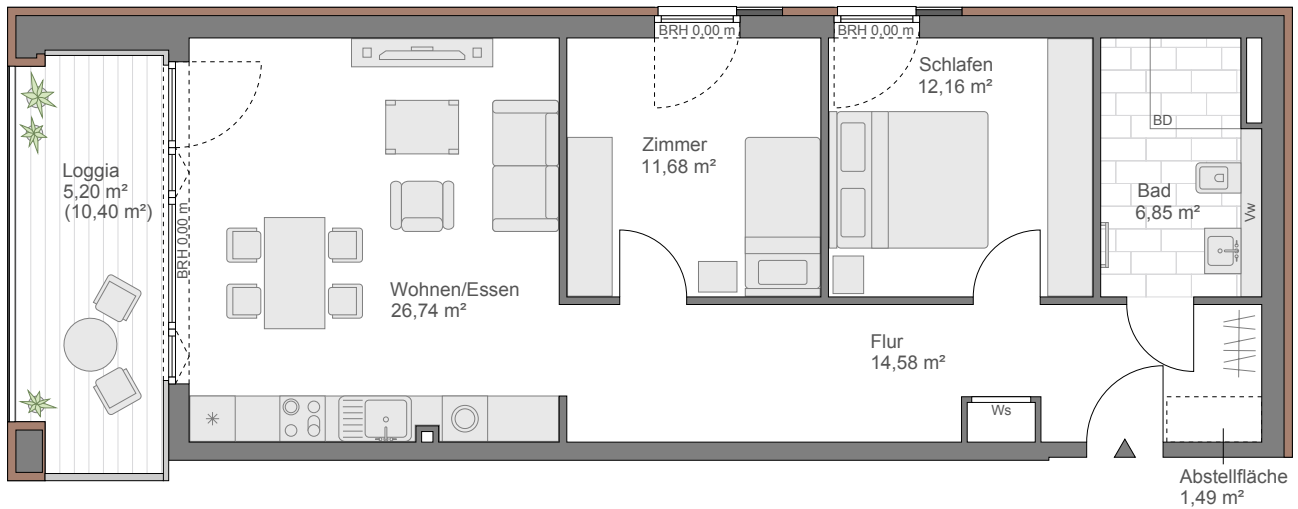 BRH 0,00 m
BRH 0,00 m
Schlafen
12,16 m²
BD
Zimmer
11,68 m²
Loggia
5,20 m²
(10,40 m²)
Bad
6,85 m²
Vw
BRH 0,00 m
Wohnen/Essen
26,74 m²
Flur
14,58 m²
Ws
Abstellfläche
1,49 m²